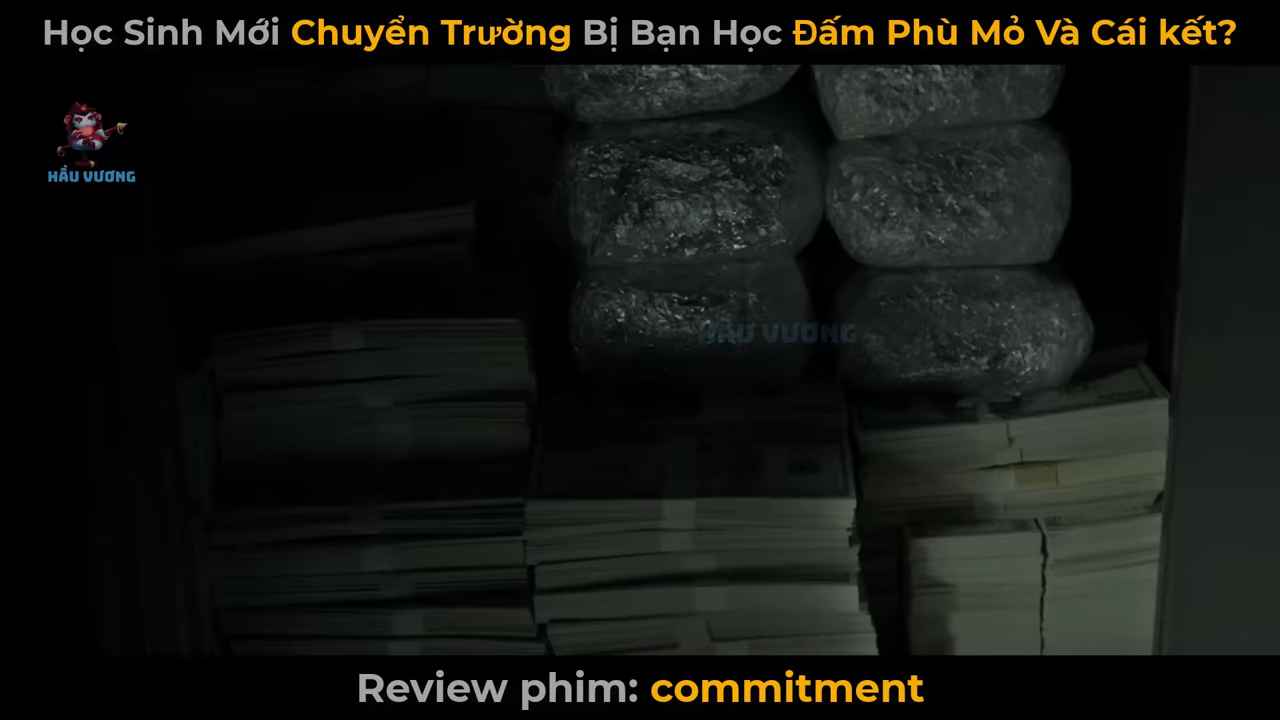 Học Sinh Mới Chuyển Trường Bị Bạn Học Đấm Phù Mỏ Và Cái kết?
HẦU VƯƠNG
HẦU VƯƠNG
Review phim: commitment